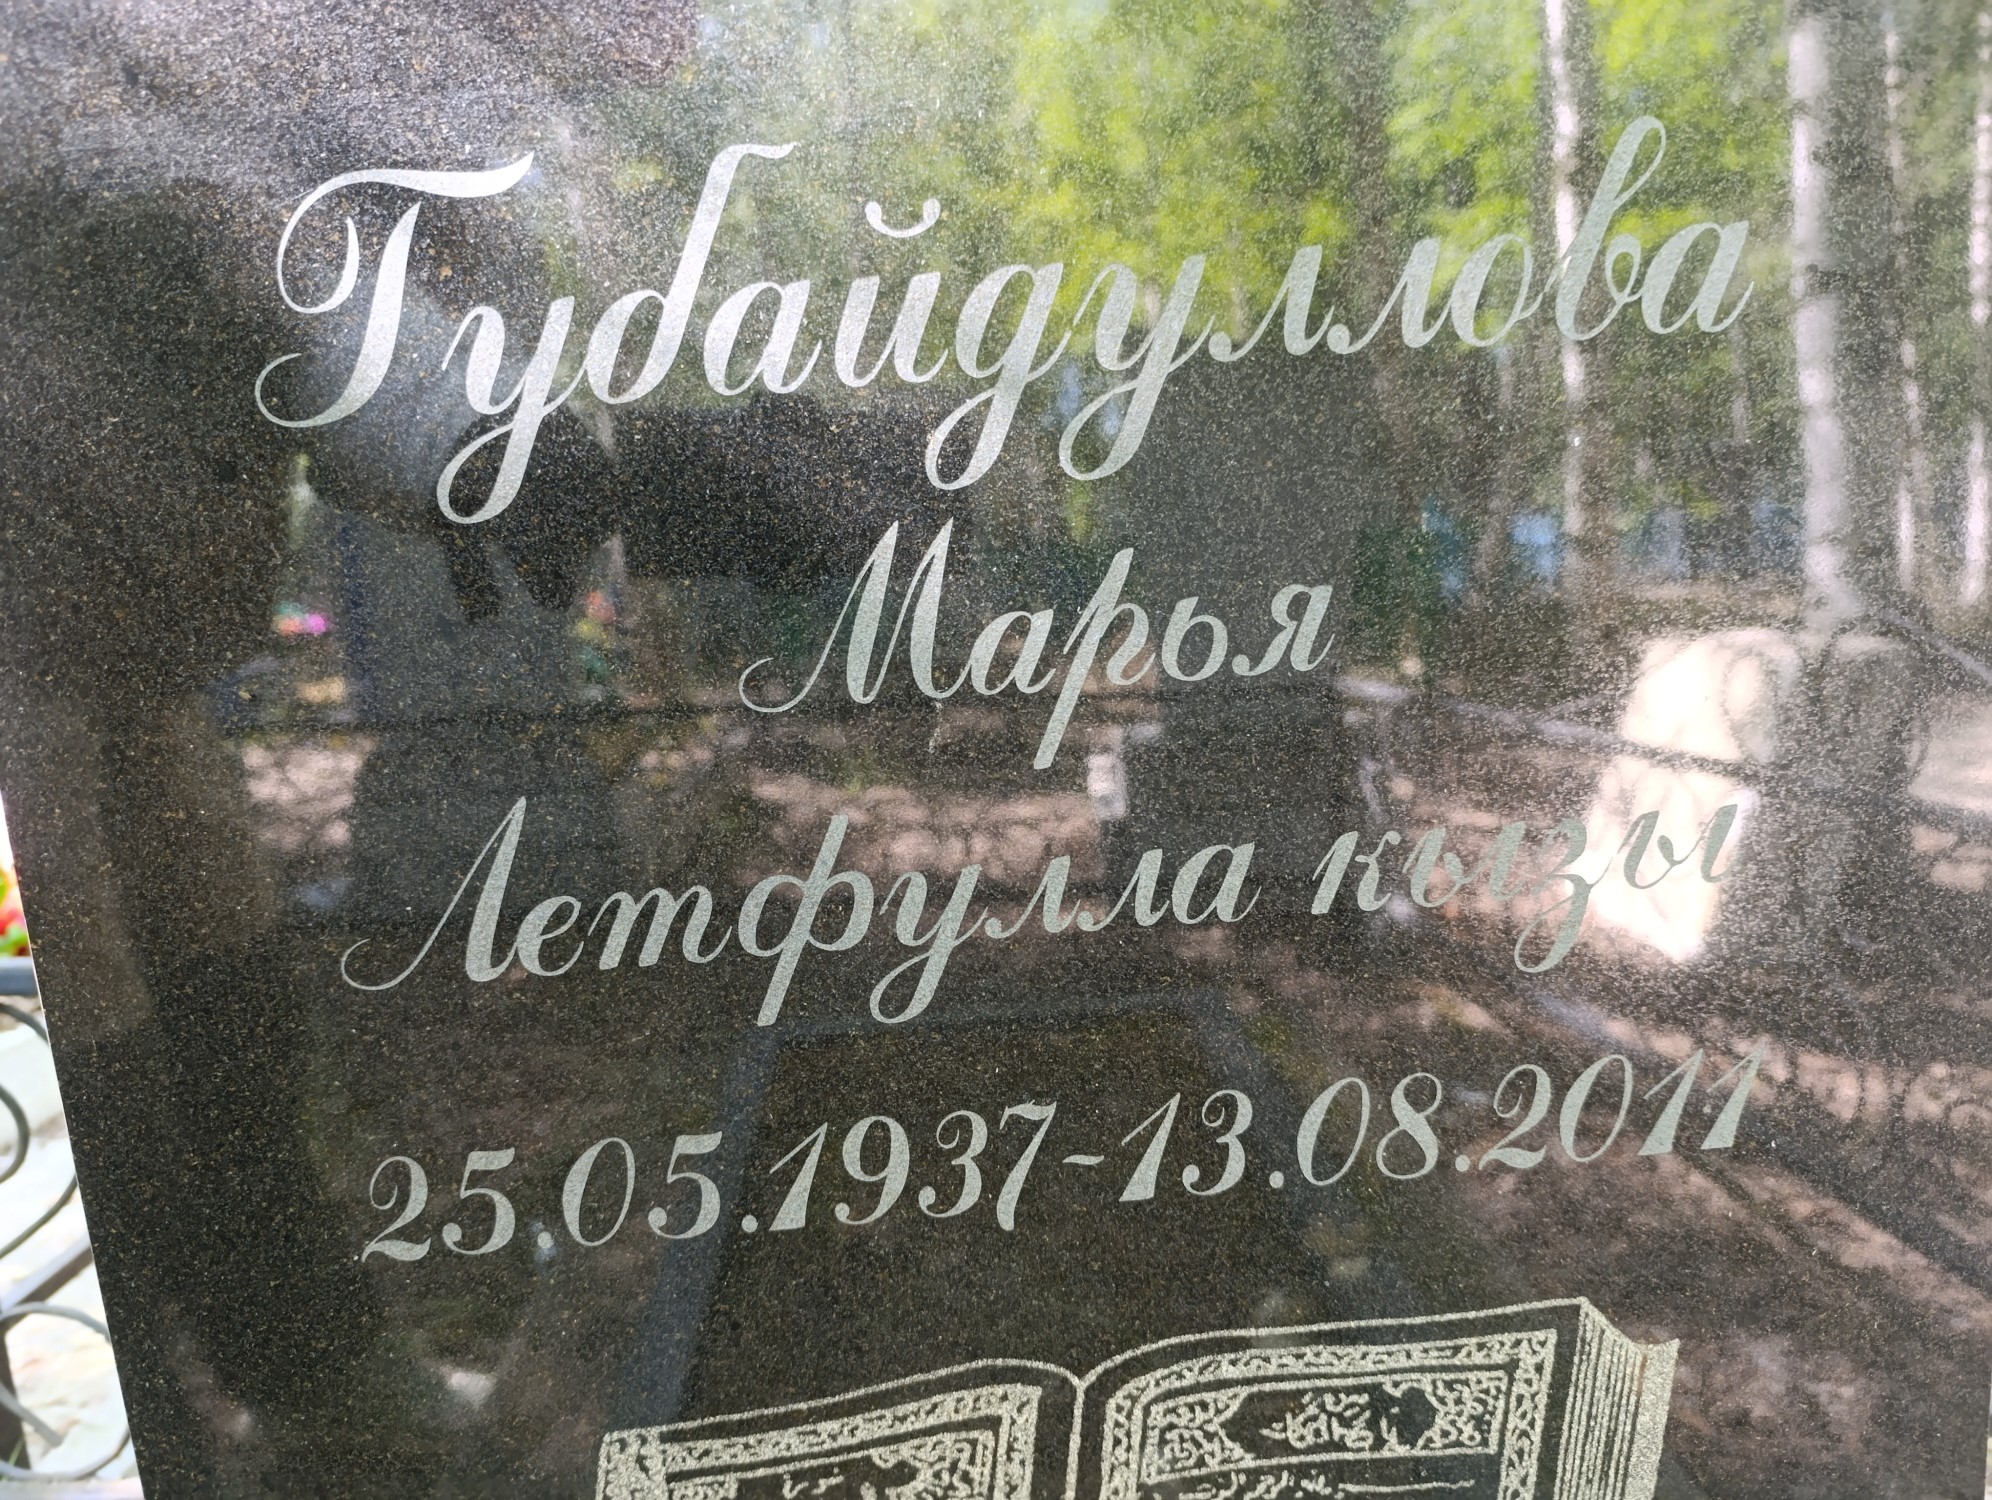 Губайдуллова
Марья
Летфулла кызы
25.05.1937-13.08.2011